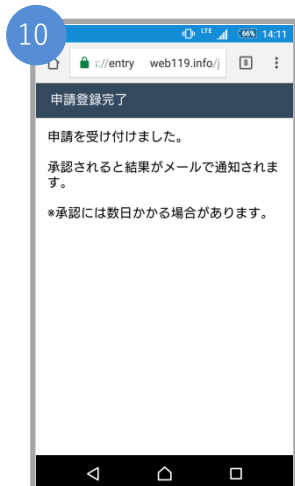 10
LTE 66% 14:11
://entry web119.info/j 8
申請登録完了
申請を受け付けました。
承認されると結果がメールで通知されま
す。
*承認には数日かかる場合があります。